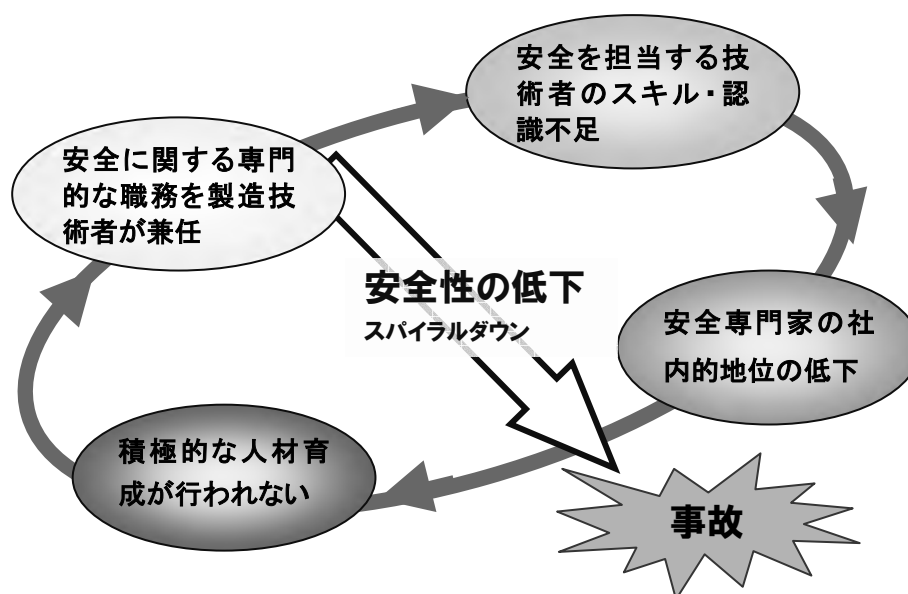 安全を担当する技
術者のスキル・認
識不足
安全に関する専門
的な職務を製造技
術者が兼任
安全性の低下
スパイラルダウン
安全専門家の社
内的地位の低下
積極的な人材育
成が行われない
事故